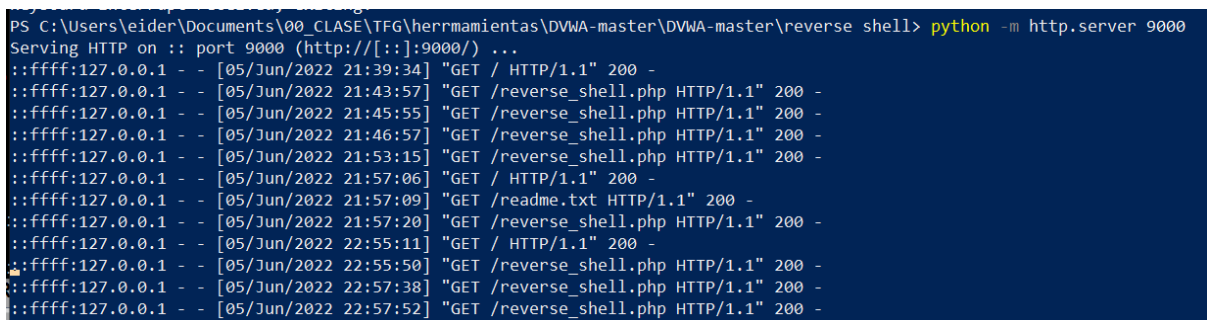 Keyboard interrupt received, exiting.
PS C:\Users\eider\Documents\00_CLASE\TFG\herrmamientas\DVWA-master\DVWA-master\reverse shell> python -m http.server 9000
Serving HTTP on :: port 9000 (http://[::]:9000/) ...
::ffff:127.0.0.1 - - [05/Jun/2022 21:39:34] "GET / HTTP/1.1" 200 -
::ffff:127.0.0.1 - - [05/Jun/2022 21:43:57] "GET /reverse_shell.php HTTP/1.1" 200 -
::ffff:127.0.0.1 - - [05/Jun/2022 21:45:55] "GET /reverse_shell.php HTTP/1.1" 200 -
::ffff:127.0.0.1 - - [05/Jun/2022 21:46:57] "GET /reverse_shell.php HTTP/1.1" 200 -
::ffff:127.0.0.1 - - [05/Jun/2022 21:53:15] "GET /reverse_shell.php HTTP/1.1" 200 -
::ffff:127.0.0.1 - - [05/Jun/2022 21:57:06] "GET / HTTP/1.1" 200 -
::ffff:127.0.0.1 - - [05/Jun/2022 21:57:09] "GET /readme.txt HTTP/1.1" 200 -
::ffff:127.0.0.1 - - [05/Jun/2022 21:57:20] "GET /reverse_shell.php HTTP/1.1" 200 -
::ffff:127.0.0.1 - - [05/Jun/2022 22:55:11] "GET / HTTP/1.1" 200 -
::ffff:127.0.0.1 - - [05/Jun/2022 22:55:50] "GET /reverse_shell.php HTTP/1.1" 200 -
::ffff:127.0.0.1 - - [05/Jun/2022 22:57:38] "GET /reverse_shell.php HTTP/1.1" 200 -
::ffff:127.0.0.1 - - [05/Jun/2022 22:57:52] "GET /reverse_shell.php HTTP/1.1" 200 -